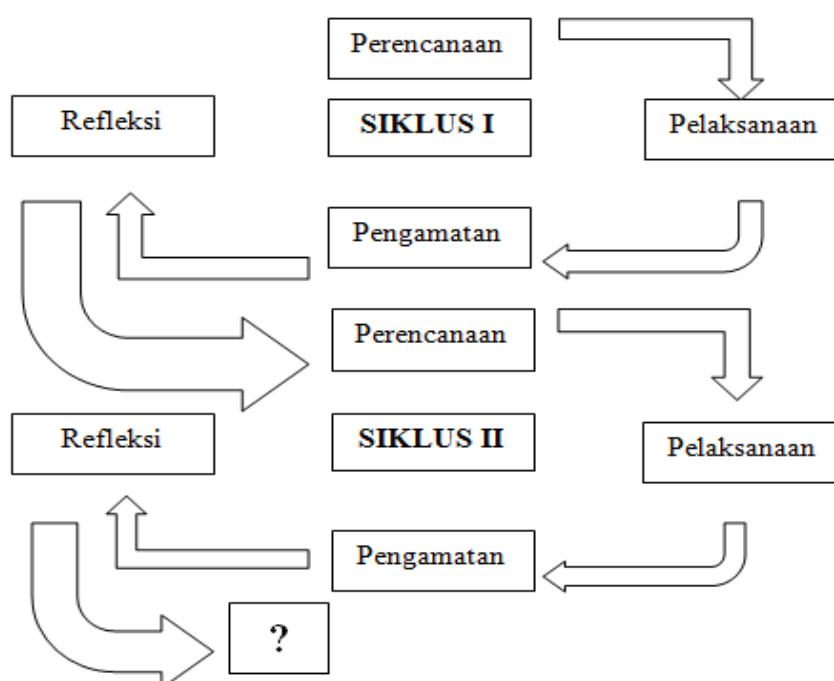 Perencanaan
Refleksi
SIKLUS I
Pelaksanaan
Pengamatan
Perencanaan
Refleksi
SIKLUS II
Pelaksanaan
Pengamatan
?